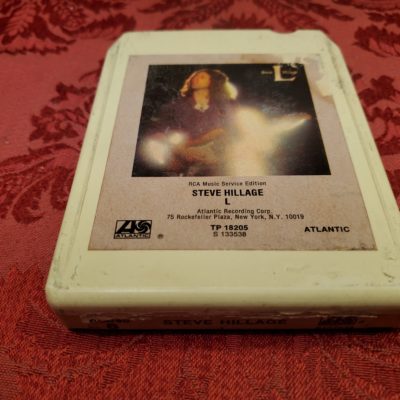 L
RCA Music Service Edition
STEVE HILLAGE
L
Atlantic Recording Corp.
75 Rockefeller Plaza, New York, N.Y. 10019
ATLANTIC ®
TP 18205
S 133538
ATLANTIC
STEVE HILLAGE